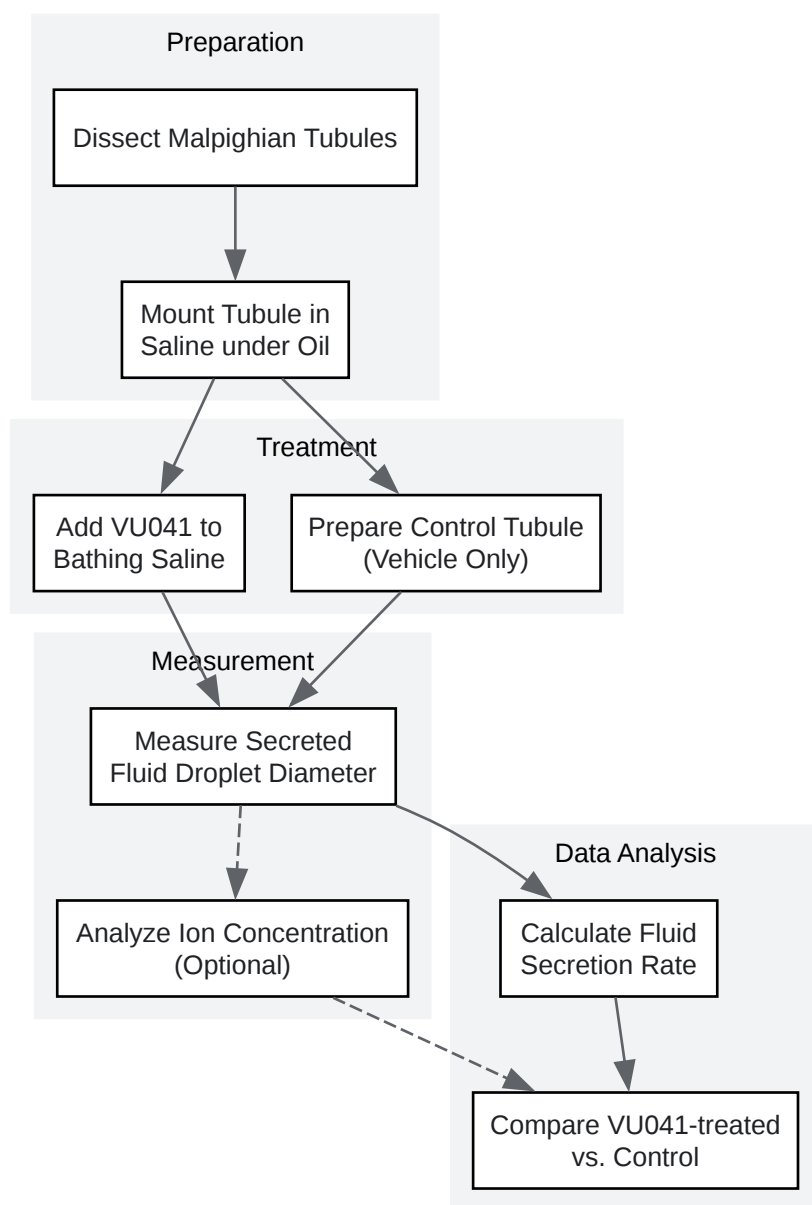 Preparation
Dissect Malpighian Tubules
Mount Tubule in
Saline under Oil
Treatment
Add VU041 to
Bathing Saline
Prepare Control Tubule
(Vehicle Only)
Measurement
Measure Secreted
Fluid Droplet Diameter
Data Analysis
Analyze Ion Concentration
(Optional)
Calculate Fluid
Secretion Rate
Compare VU041-treated
vs. Control